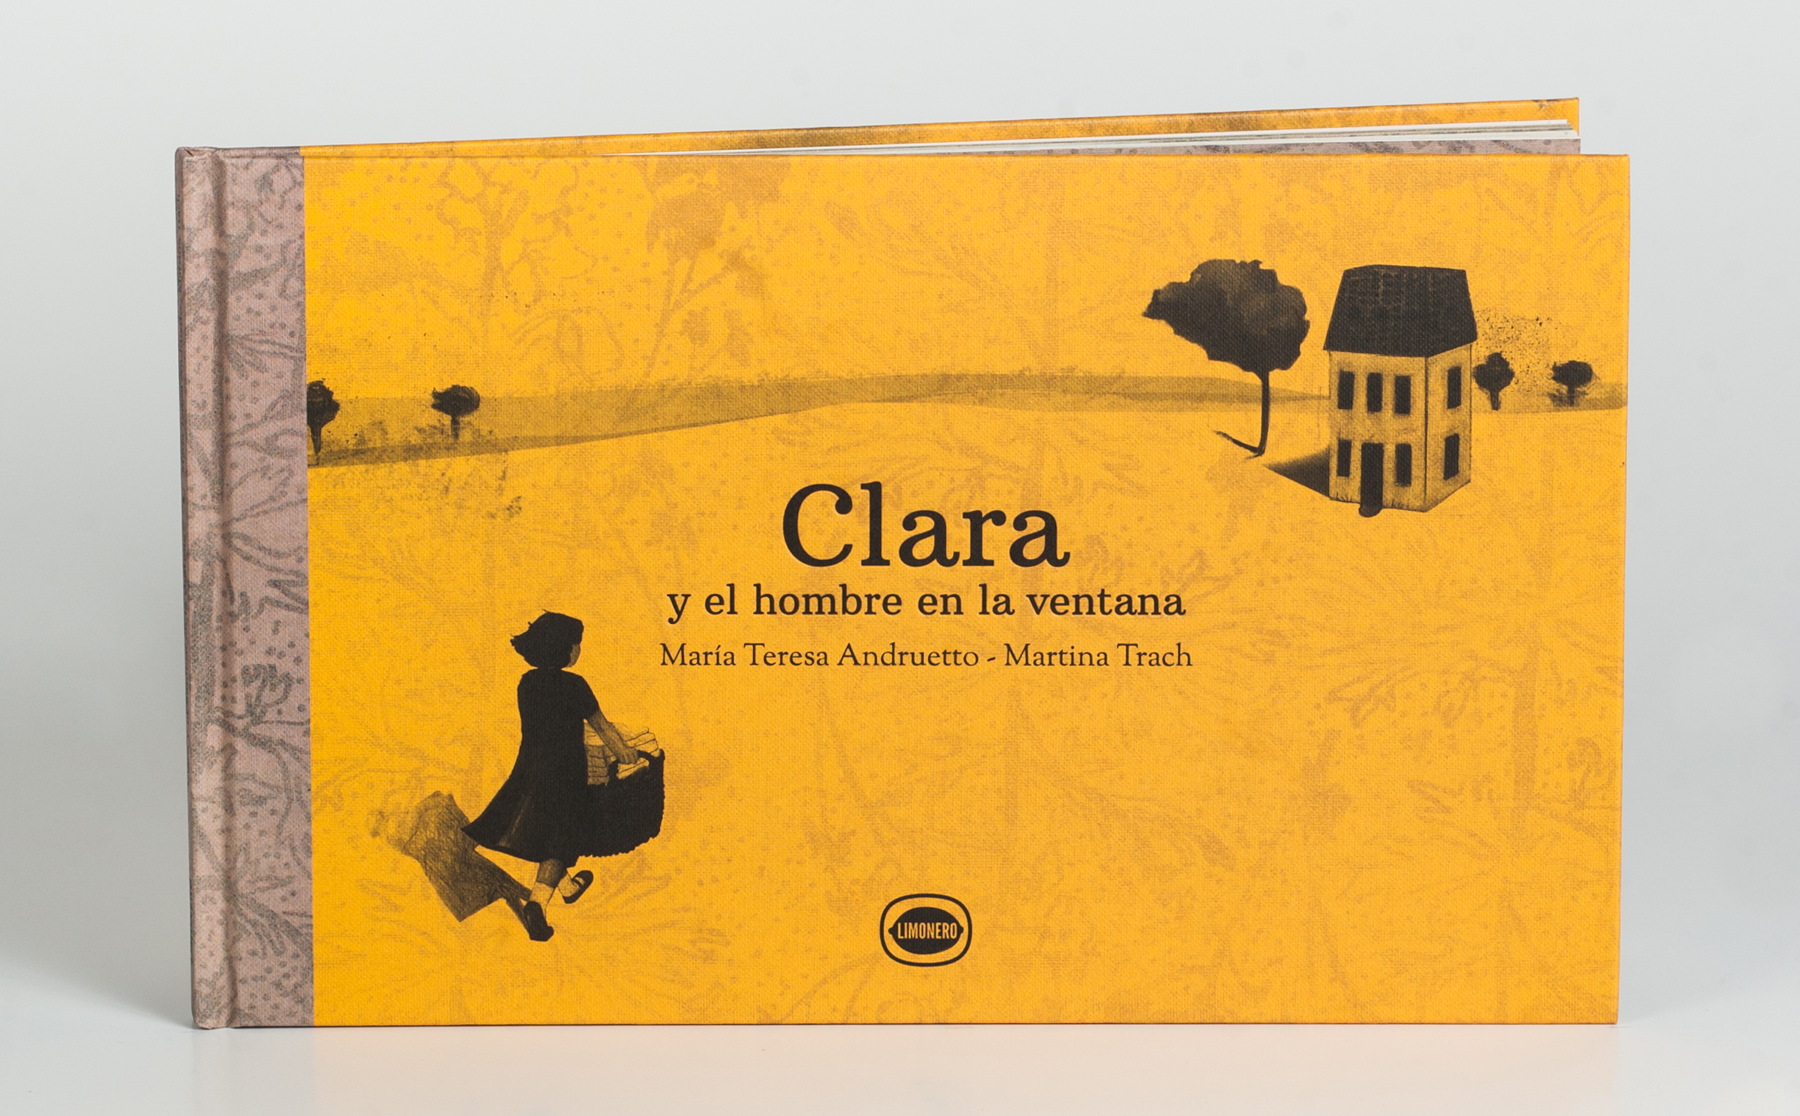 Clara
y el hombre en la ventana
María Teresa Andruetto - Martina Trach
LIMONERO